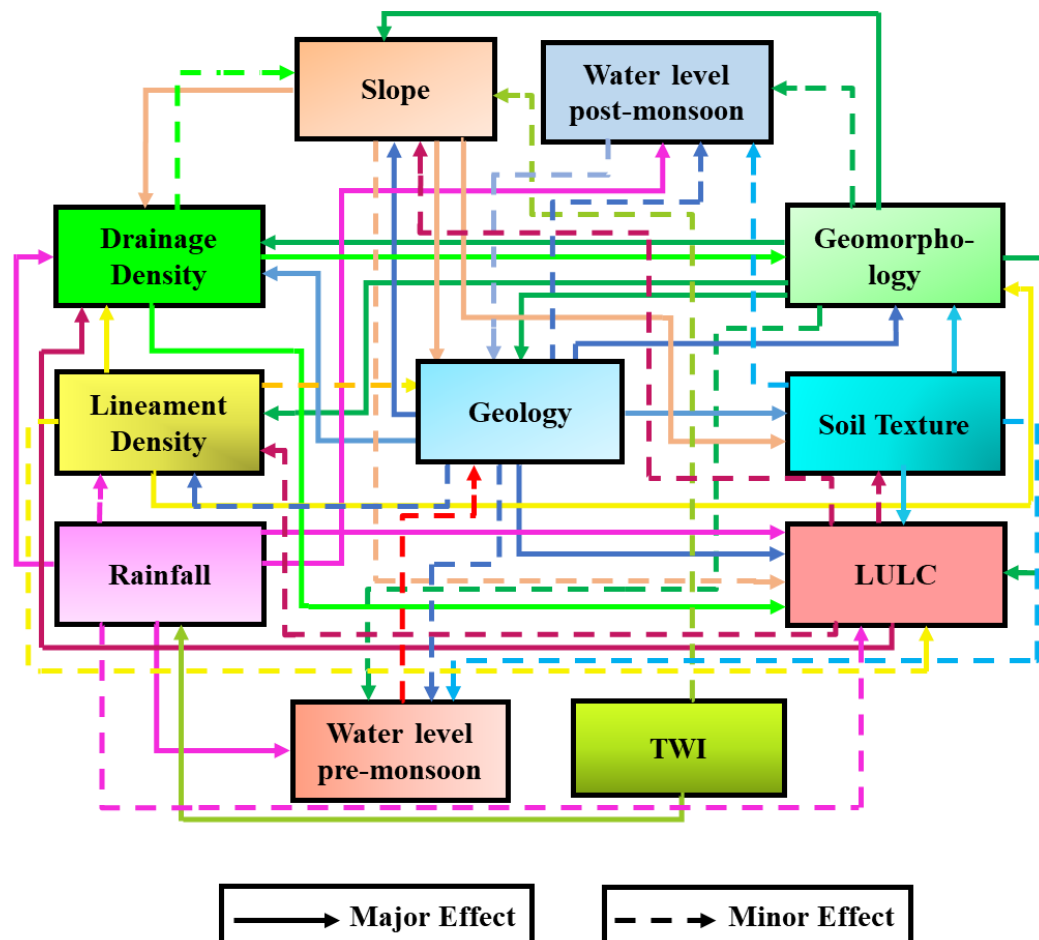 Slope
Water level
post-monsoon
Drainage
Density
Geomorpho-
logy
Lineament
Density
Geology
Soil Texture
Rainfall
LULC
Water level
pre-monsoon
TWI
Major Effect
Minor Effect